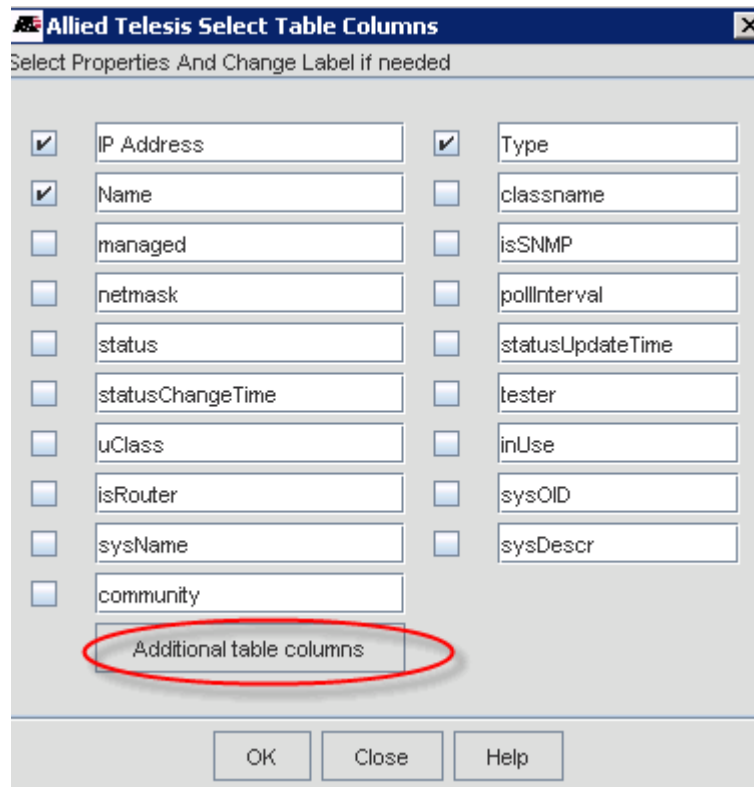 Allied Telesis Select Table Columns
Select Properties And Change Label if needed
IP Address Type
Name classname
managed isSNMP
netmask pollInterval
status statusUpdateTime
statusChangeTime tester
uClass inUse
isRouter sysOID
sysName sysDescr
community
Additional table columns
OK Close Help